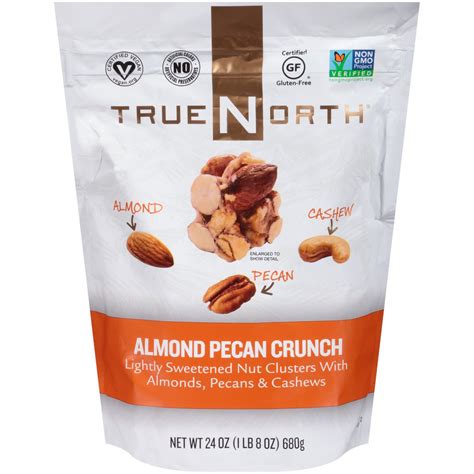 CERTIFIED VEGAN
Vegan.org
NO
Certified
GF
Gluten-Free
NON
GMO
Project
VERIFIED
nongmoproject.org
TRUENORTH
ALMOND
CASHEW
ENLARGED TO
SHOW DETAIL
PECAN
ALMOND PECAN CRUNCH
Lightly Sweetened Nut Clusters With
Almonds, Pecans & Cashews
NET WT 24 OZ (1 LB 8 OZ) 680g